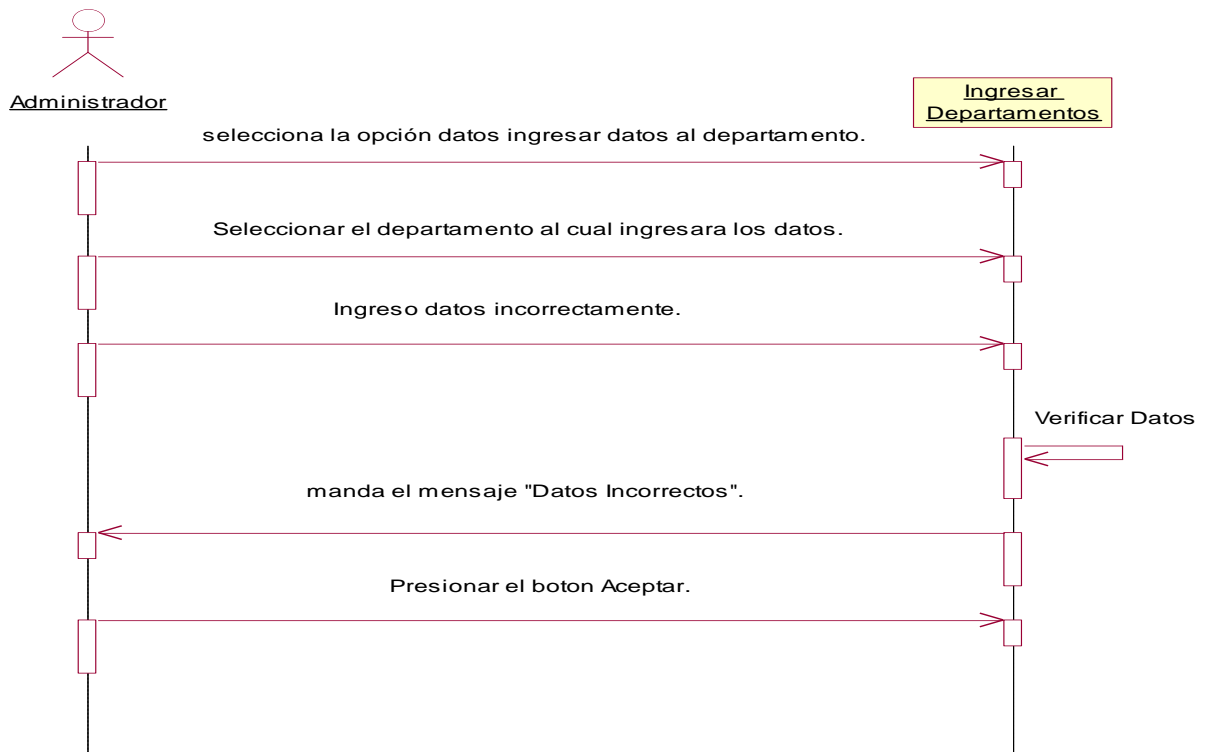 Administrador
Ingresar
Departamentos
selecciona la opción datos ingresar datos al departamento.
Seleccionar el departamento al cual ingresara los datos.
Ingreso datos incorrectamente.
Verificar Datos
manda el mensaje "Datos Incorrectos".
Presionar el boton Aceptar.